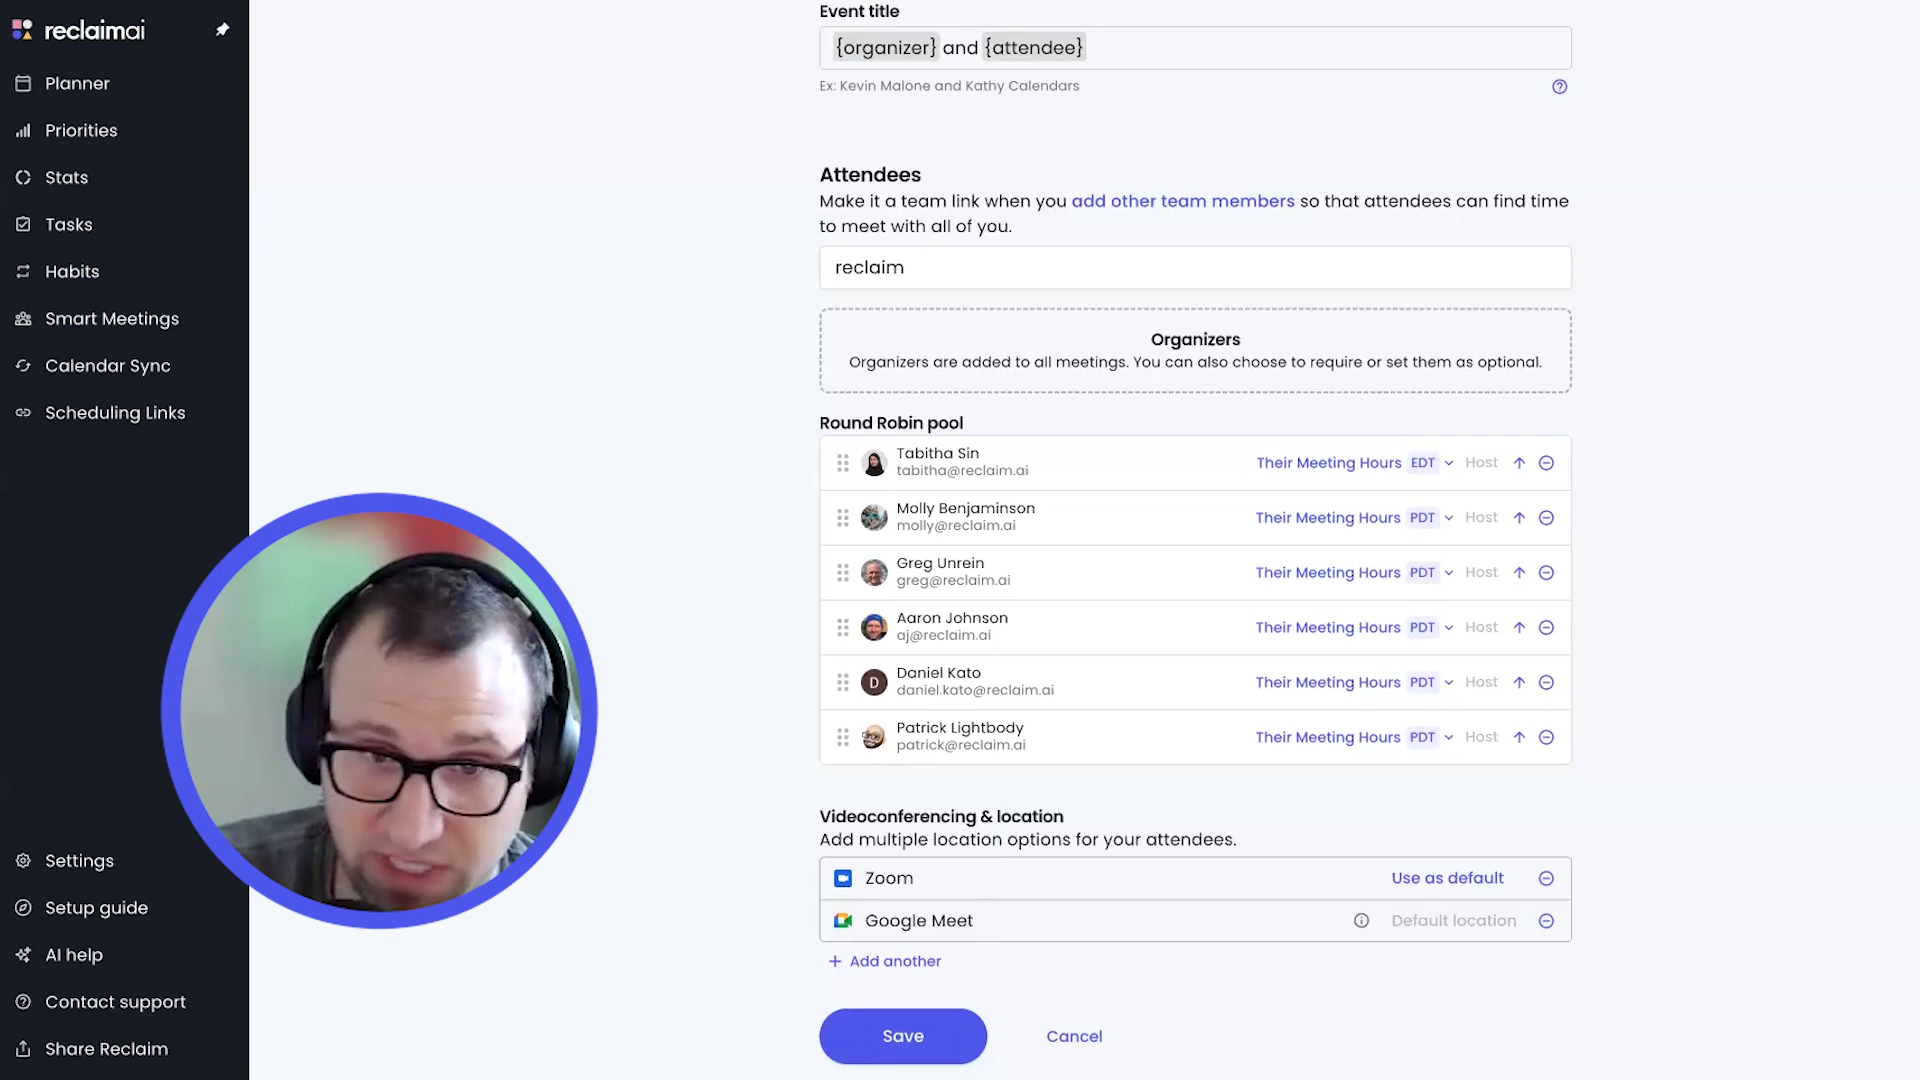 reclaimai
Planner
Priorities
Stats
Tasks
Habits
Smart Meetings
Calendar Sync
Scheduling Links
Settings
Setup guide
AI help
Contact support
Share Reclaim
Event title
{organizer} and {attendee}
Ex: Kevin Malone and Kathy Calendars
Attendees
Make it a team link when you add other team members so that attendees can find time
to meet with all of you.
reclaim
Organizers
Organizers are added to all meetings. You can also choose to require or set them as optional.
Round Robin pool
Tabitha Sin
tabitha@reclaim.ai
Their Meeting Hours EDT Host
Molly Benjaminson
molly@reclaim.ai
Their Meeting Hours PDT Host
Greg Unrein
greg@reclaim.ai
Their Meeting Hours PDT Host
Aaron Johnson
aj@reclaim.ai
Their Meeting Hours PDT Host
D
Daniel Kato
daniel.kato@reclaim.ai
Their Meeting Hours PDT Host
Patrick Lightbody
patrick@reclaim.ai
Their Meeting Hours PDT Host
Videoconferencing & location
Add multiple location options for your attendees.
Zoom Use as default
Google Meet Default location
+ Add another
Save Cancel